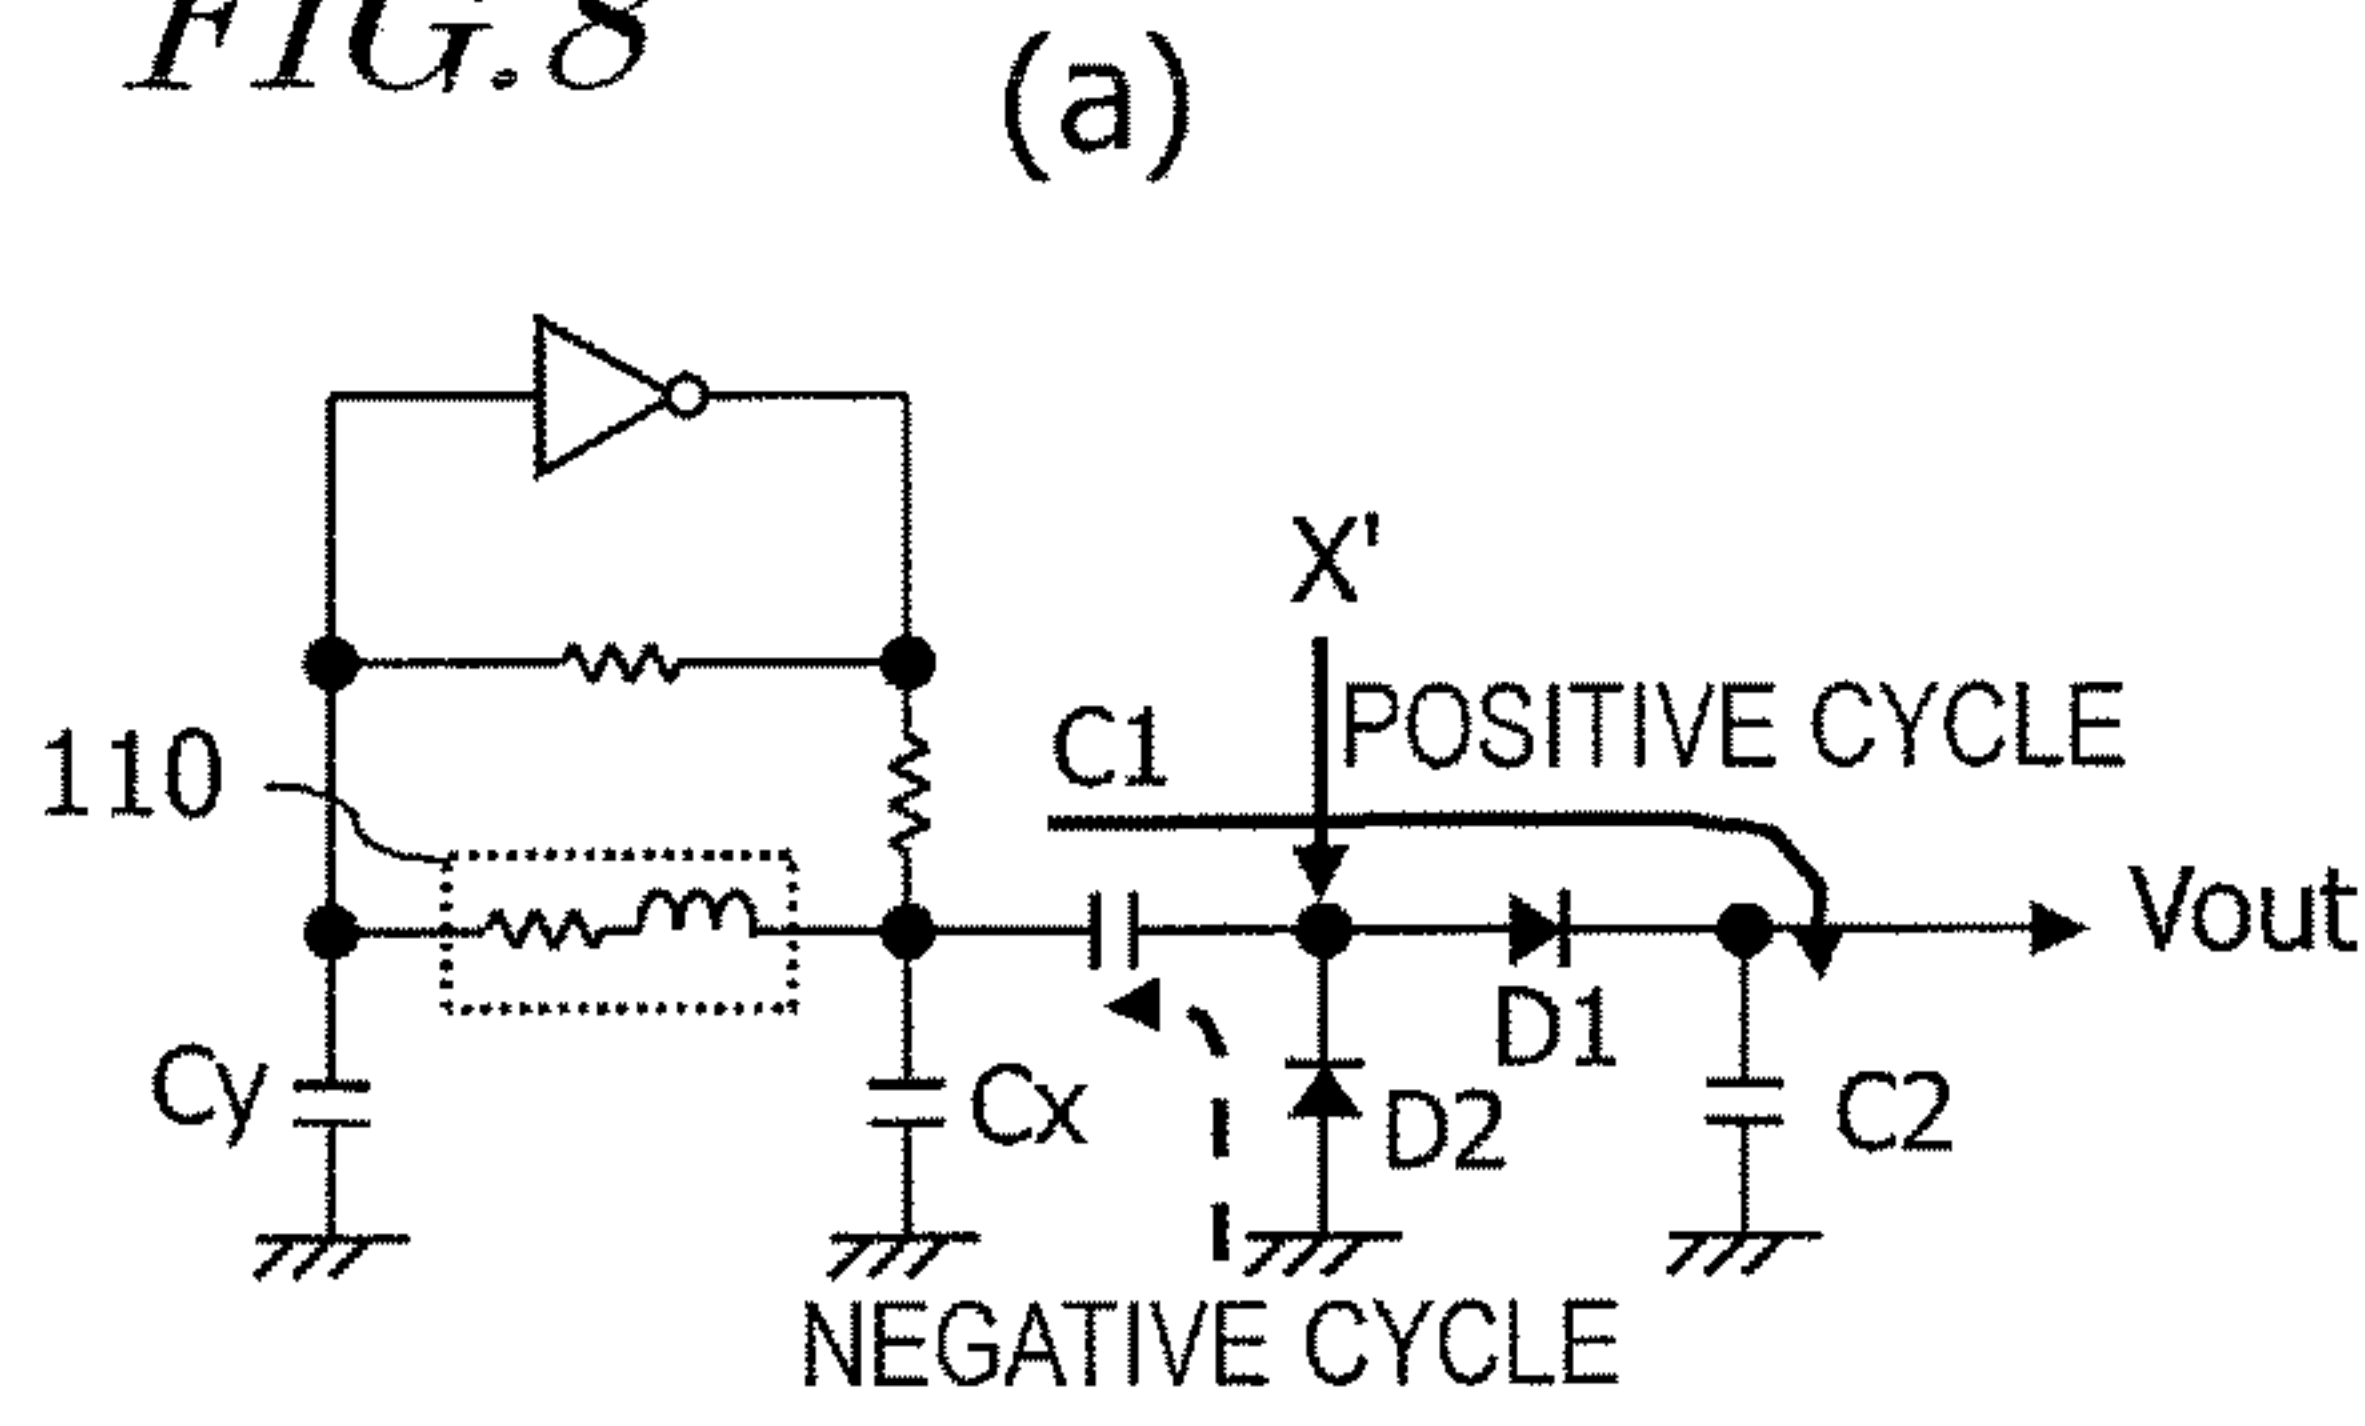 FIG.8
(a)
X'
POSITIVE CYCLE
C1
110
Vout
D1
Cy
Cx
D2
C2
NEGATIVE CYCLE